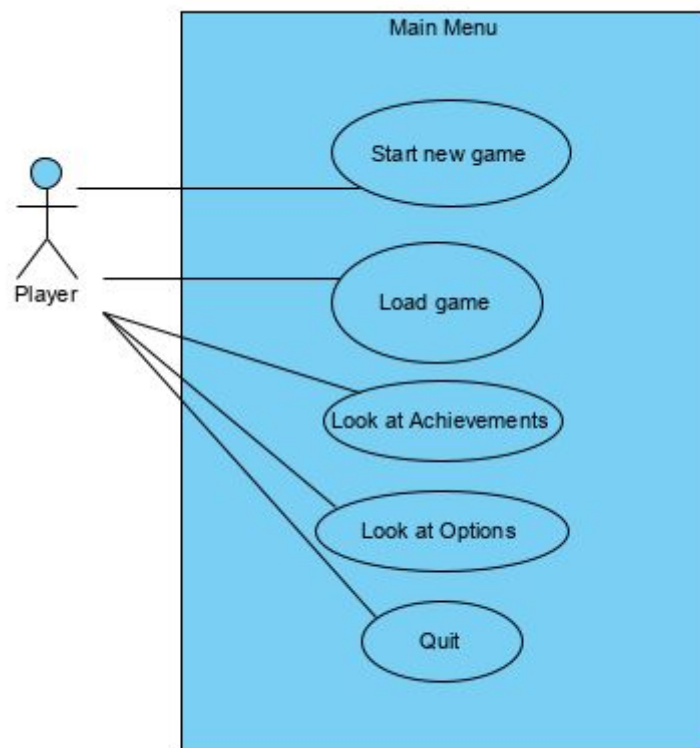 Main Menu
Start new game
Player
Load game
Look at Achievements
Look at Options
Quit